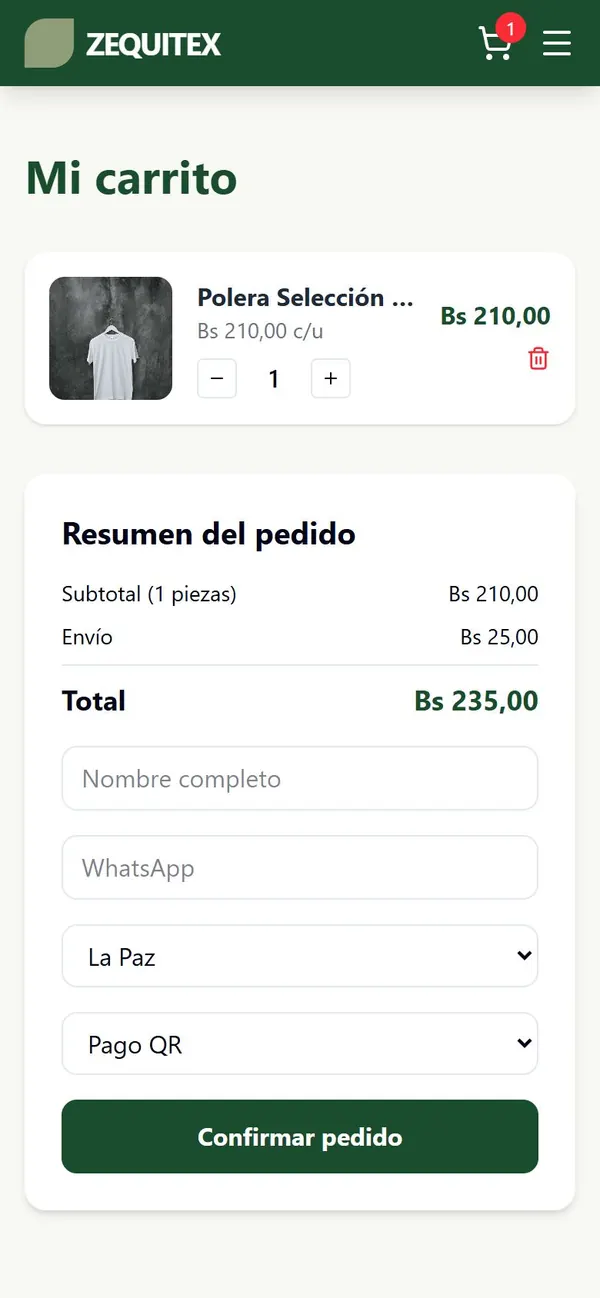 ZEQUITEX
1
Mi carrito
Polera Selección ...
Bs 210,00 c/u
− 1 +
Bs 210,00
Resumen del pedido
Subtotal (1 piezas) Bs 210,00
Envío Bs 25,00
Total Bs 235,00
Nombre completo
WhatsApp
La Paz
Pago QR
Confirmar pedido